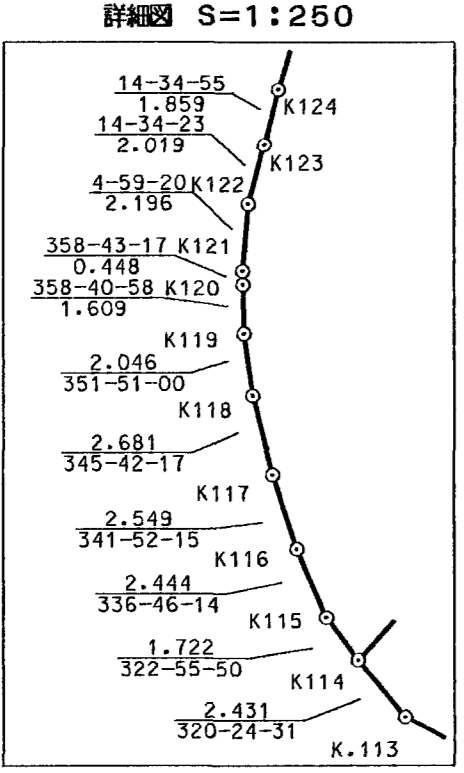 詳細図 S=1:250
14-34-55
1.859
K124
14-34-23
2.019
K123
4-59-20
2.196
K122
358-43-17
0.448
K121
358-40-58
1.609
K120
K119
2.046
351-51-00
K118
2.681
345-42-17
K117
2.549
341-52-15
K116
2.444
336-46-14
K115
1.722
322-55-50
K114
2.431
320-24-31
K.113